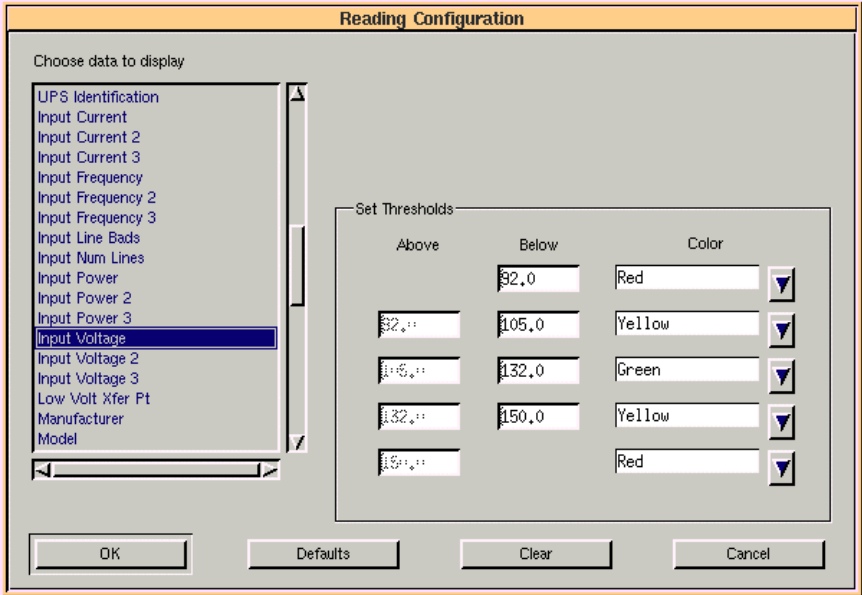 Reading Configuration
Choose data to display
UPS Identification
Input Current
Input Current 2
Input Current 3
Input Frequency
Input Frequency 2
Input Frequency 3
Input Line Bads
Input Num Lines
Input Power
Input Power 2
Input Power 3
Input Voltage
Input Voltage 2
Input Voltage 3
Low Volt Xfer Pt
Manufacturer
Model
Set Thresholds
Above Below Color
92.0 Red
105.0 Yellow
132.0 Green
150.0 Yellow
Red
OK Defaults Clear Cancel